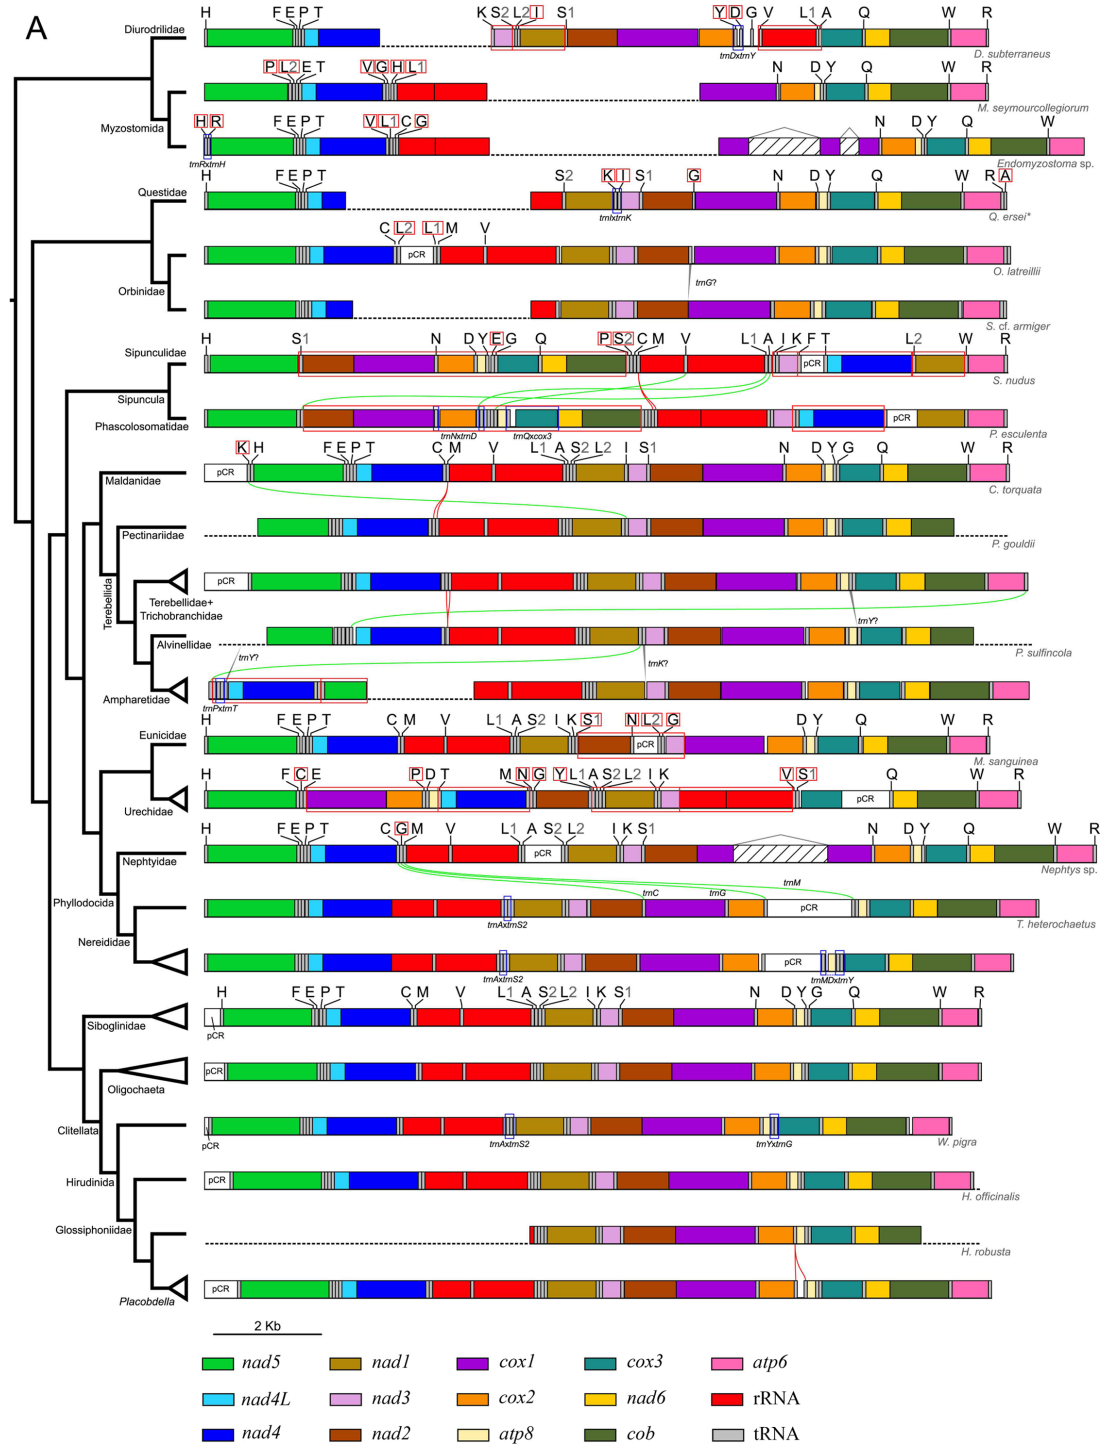 A
H F E P T K S2 L2 I S1 Y D G V L1 A Q W R
Diurodrilidae
trnDxtrnY
D. subterraneus
P L2 E T V G H L1 N D Y Q W R
M. seymourcollegiorum
Myzostomida
H R F E P T V L1 C G N D Y Q W
trnRxtrnH
Endomyzostoma sp.
H F E P T S2 K I S1 G N D Y Q W R A
Questidae
trnIxtrnK
Q. ersei*
C L2 L1 M V
pCR
O. latreillii
Orbinidae
trnG?
S. cf. armiger
H S1 N D Y E G Q P S2 C M V L1 A I K F T L2 W R
Sipunculidae
pCR
S. nudus
Sipuncula
Phascolosomatidae
pCR
trnNxtrnD
trnQxcox3
P. esculenta
K H F E P T C M V L1 A S2 L2 I S1 N D Y G Q W R
pCR
Maldanidae
C. torquata
Pectinariidae
P. gouldii
Terebellida
pCR
Terebellidae+
Trichobranchidae
trnY?
Alvinellidae
P. sulfincola
trnY?
trnK?
Ampharetidae
trnPxtrnT
H F E P T C M V L1 A S2 I K S1 N L2 G D Y Q W R
Eunicidae
pCR
M. sanguinea
H F C E P D T M N G Y L1 A S2 L2 I K V S1 Q W R
pCR
Urechidae
H F E P T C G M V L1 A S2 L2 I K S1 N D Y Q W R
Nephtyidae
pCR
Nephtys sp.
trnC
trnG
trnM
Phyllodocida
pCR
trnAxtrnS2
T. heterochaetus
Nereididae
pCR
trnAxtrnS2
trnMDxtrnY
H F E P T C M V L1 A S2 L2 I K S1 N D Y G Q W R
Siboglinidae
pCR
pCR
Oligochaeta
Clitellata
pCR
trnAxtrnS2
trnYxtrnG
W. pigra
pCR
Hirudinida
H. officinalis
Glossiphoniidae
H. robusta
pCR
Placobdella
2 Kb
nad5 nad1 cox1 cox3 atp6
nad4L nad3 cox2 nad6 rRNA
nad4 nad2 atp8 cob tRNA